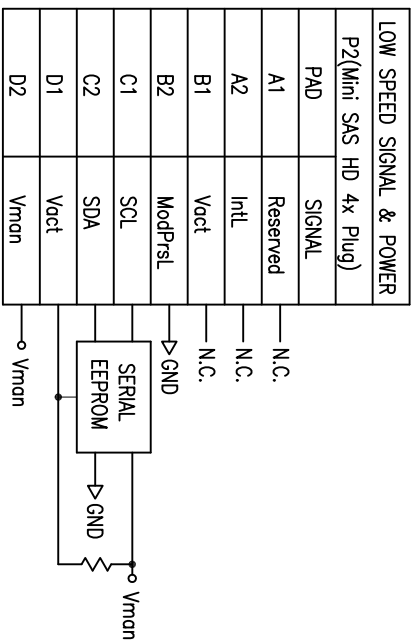 LOW SPEED SIGNAL & POWER
P2(Mini SAS HD 4x Plug)
PAD SIGNAL
A1 Reserved N.C.
A2 IntL N.C.
B1 Vact N.C.
B2 ModPrsL GND
C1 SCL
C2 SDA
D1 Vact
D2 Vman Vman
SERIAL
EEPROM
GND
Vman